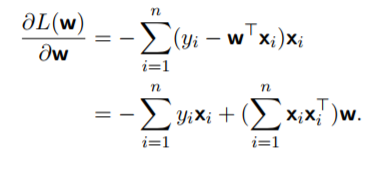 ∂L(w)/∂w = − ∑_{i=1}^{n} (y_i − w^⊤ x_i) x_i
= − ∑_{i=1}^{n} y_i x_i + (∑_{i=1}^{n} x_i x_i^⊤) w.